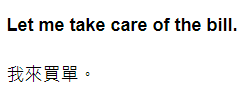 Let me take care of the bill.
我來買單。